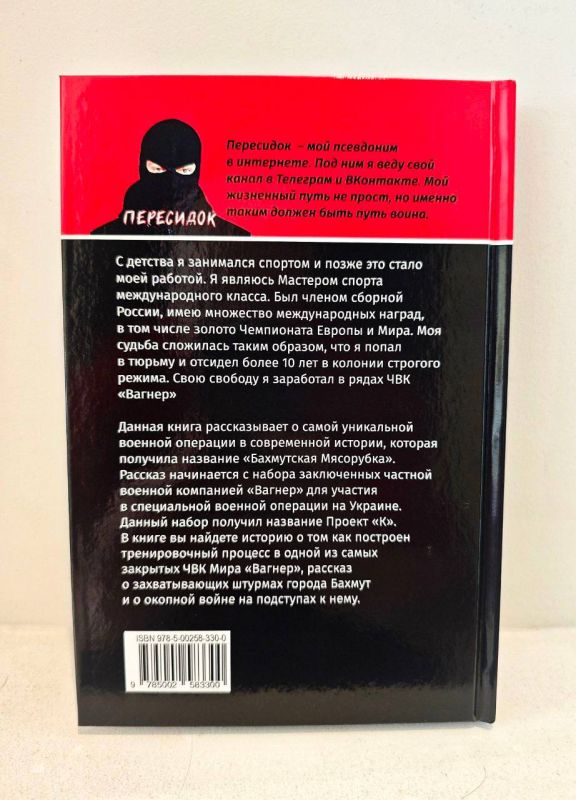 Пересидок – мой псевдоним
в интернете. Под ним я веду свой
канал в Телеграм и ВКонтакте. Мой
жизненный путь не прост, но именно
таким должен быть путь воина.
ПЕРЕСИДОК
С детства я занимался спортом и позже это стало
моей работой. Я являюсь Мастером спорта
международного класса. Был членом сборной
России, имею множество международных наград,
в том числе золото Чемпионата Европы и Мира. Моя
судьба сложилась таким образом, что я попал
в тюрьму и отсидел более 10 лет в колонии строгого
режима. Свою свободу я заработал в рядах ЧВК
«Вагнер»
Данная книга рассказывает о самой уникальной
военной операции в современной истории, которая
получила название «Бахмутская Мясорубка».
Рассказ начинается с набора заключенных частной
военной компанией «Вагнер» для участия
в специальной военной операции на Украине.
Данный набор получил название Проект «К».
В книге вы найдете историю о том как построен
тренировочный процесс в одной из самых
закрытых ЧВК Мира «Вагнер», рассказ
о захватывающих штурмах города Бахмут
и о окопной войне на подступах к нему.
ISBN 978-5-00258-330-0
9 785002 583300